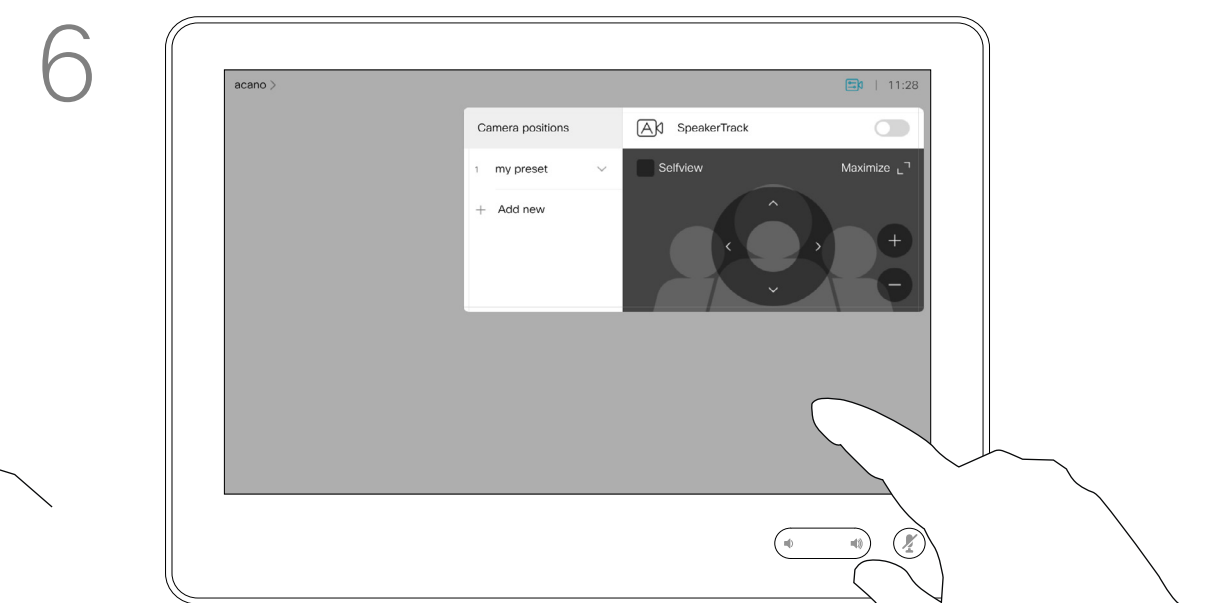 6
acano >
| 11:28
Camera positions
A SpeakerTrack
1 my preset
Selfview
Maximize
+ Add new
+
−